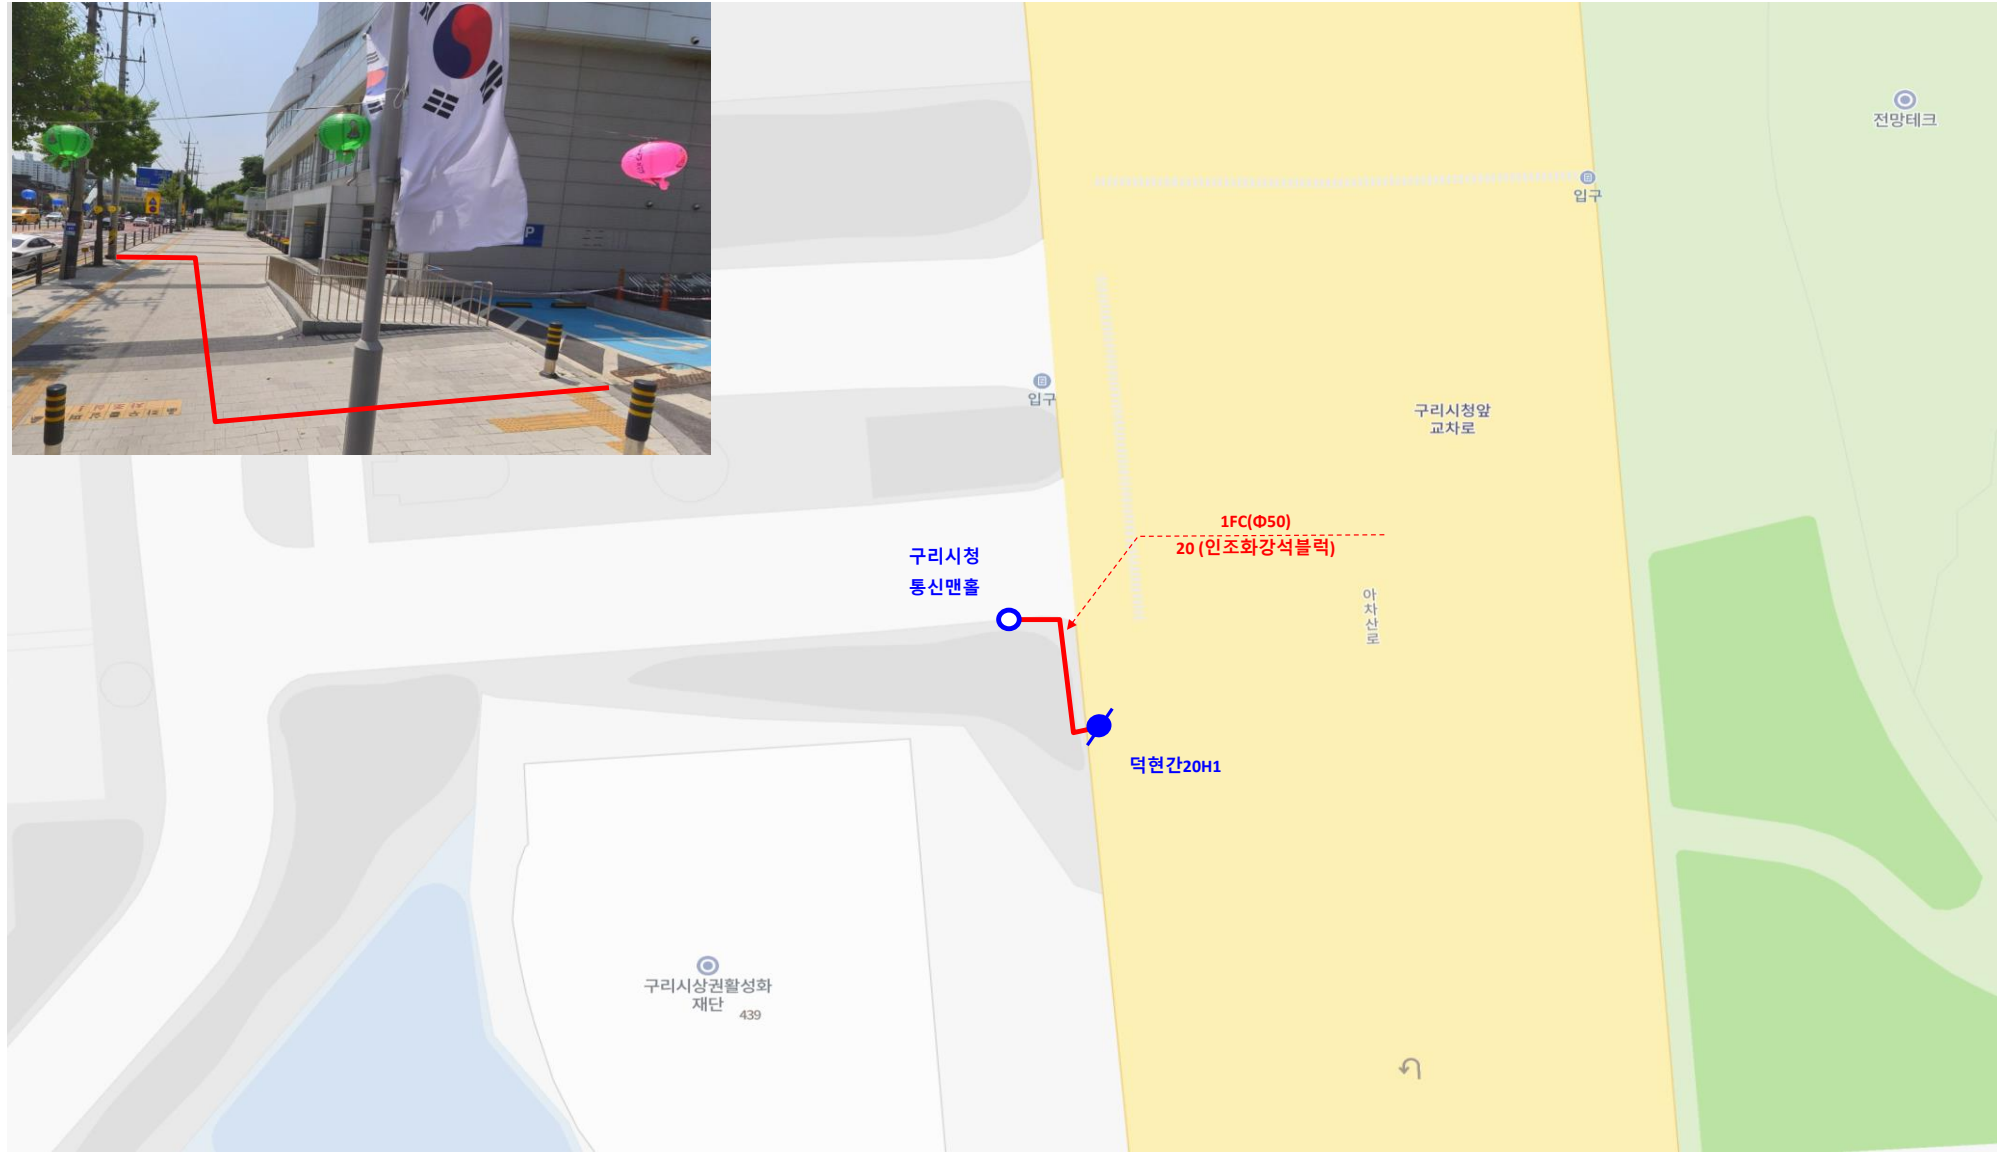 P
전망테크
입구
입구
구리시청앞
교차로
1FC(Φ50)
20 (인조화강석블럭)
구리시청
통신맨홀
아
차
산
로
덕현간20H1
구리시상권활성화
재단
439